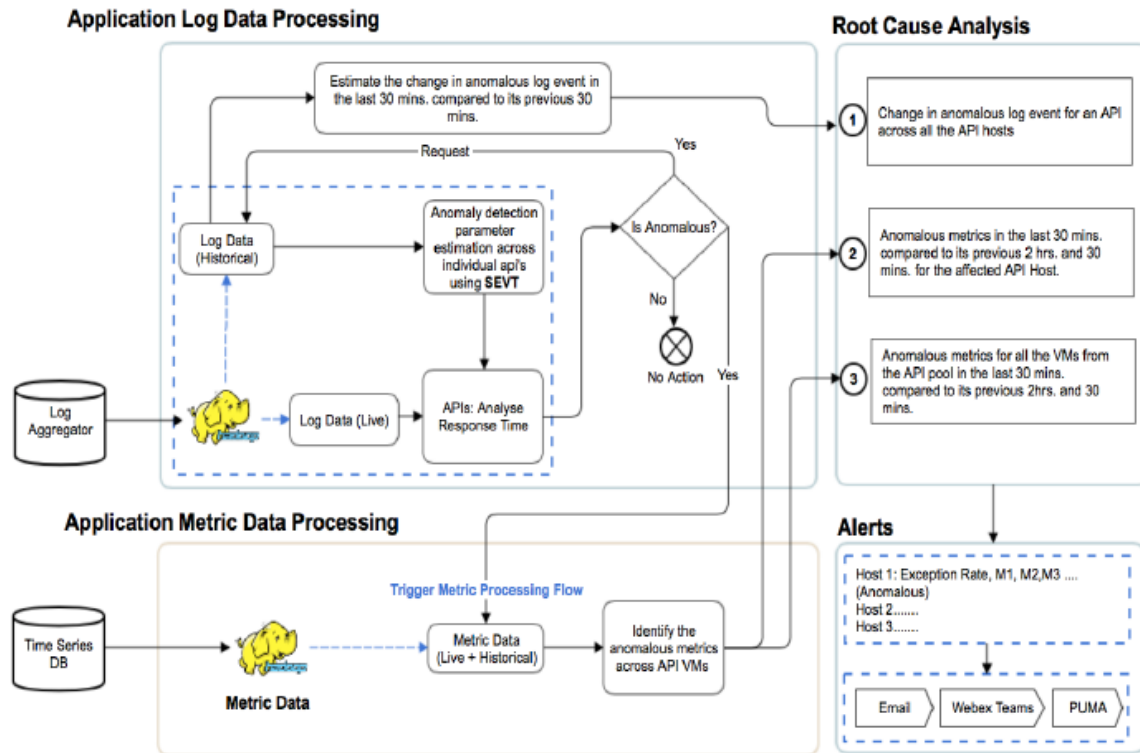 Application Log Data Processing
Root Cause Analysis
Estimate the change in anomalous log event in
the last 30 mins. compared to its previous 30
mins.
1
Change in anomalous log event for an API
across all the API hosts
Request
Yes
Log Data
(Historical)
Anomaly detection
parameter
estimation across
individual api's
using SEVT
Is Anomalous?
2
Anomalous metrics in the last 30 mins.
compared to its previous 2 hrs. and 30
mins. for the affected API Host.
No
No Action
Yes
3
Anomalous metrics for all the VMs from
the API pool in the last 30 mins.
compared to its previous 2hrs. and 30
mins.
Log
Aggregator
Log Data (Live)
APIs: Analyse
Response Time
Application Metric Data Processing
Alerts
Trigger Metric Processing Flow
Host 1: Exception Rate, M1, M2,M3 ....
(Anomalous)
Host 2.......
Host 3.......
Time Series
DB
Metric Data
Metric Data
(Live + Historical)
Identify the
anomalous metrics
across API VMs
Email
Webex Teams
PUMA